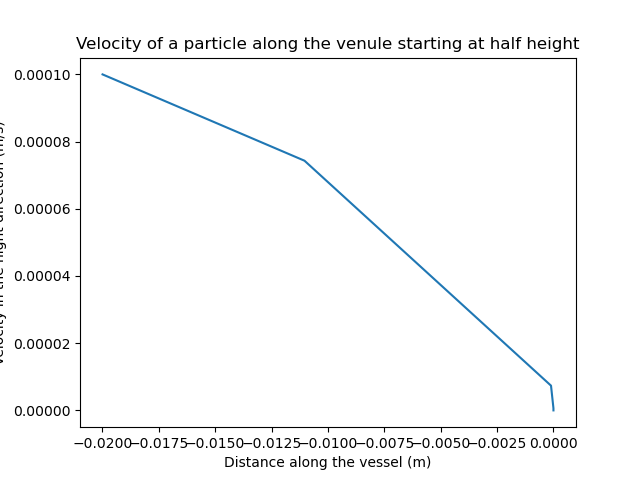 Velocity of a particle along the venule starting at half height
0.00010
0.00008
0.00006
0.00004
0.00002
0.00000
−0.0200 −0.0175 −0.0150 −0.0125 −0.0100 −0.0075 −0.0050 −0.0025 0.0000
Distance along the vessel (m)